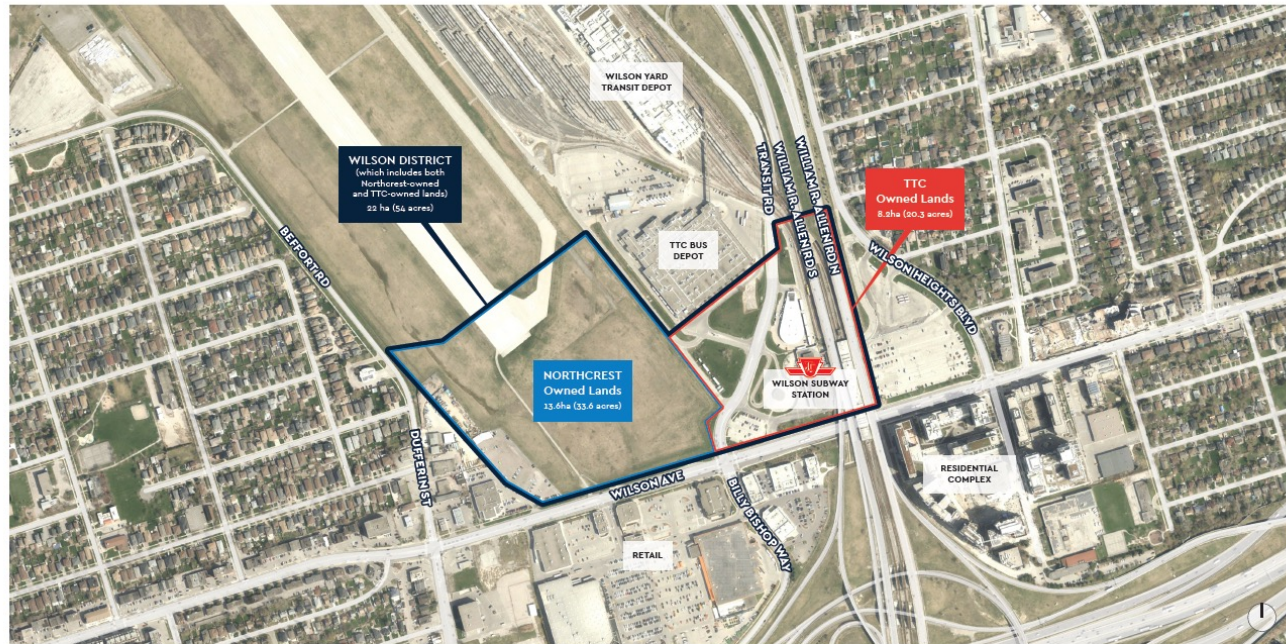 WILSON YARD
TRANSIT DEPOT
WILSON DISTRICT
(which includes both
Northcrest-owned
and TTC-owned lands)
22 ha (54 acres)
TRANSIT RD
WILLIAM R. ALLEN RD S
WILLIAM R. ALLEN RD N
TTC
Owned Lands
8.2ha (20.3 acres)
BEFFORT RD
TTC BUS
DEPOT
WILSON HEIGHTS BLVD
NORTHCREST
Owned Lands
13.6ha (33.6 acres)
WILSON SUBWAY
STATION
DUFFERIN ST
WILSON AVE
BILLY BISHOP WAY
RESIDENTIAL
COMPLEX
RETAIL